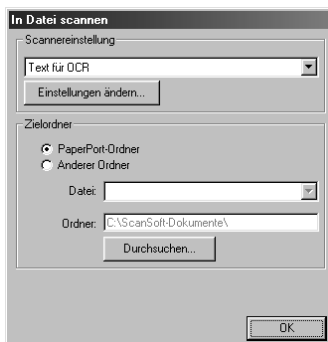 In Datei scannen
Scannereinstellung
Text für OCR
Einstellungen ändern...
Zielordner
PaperPort-Ordner
Anderer Ordner
Datei:
Ordner: C:\ScanSoft-Dokumente\
Durchsuchen...
OK